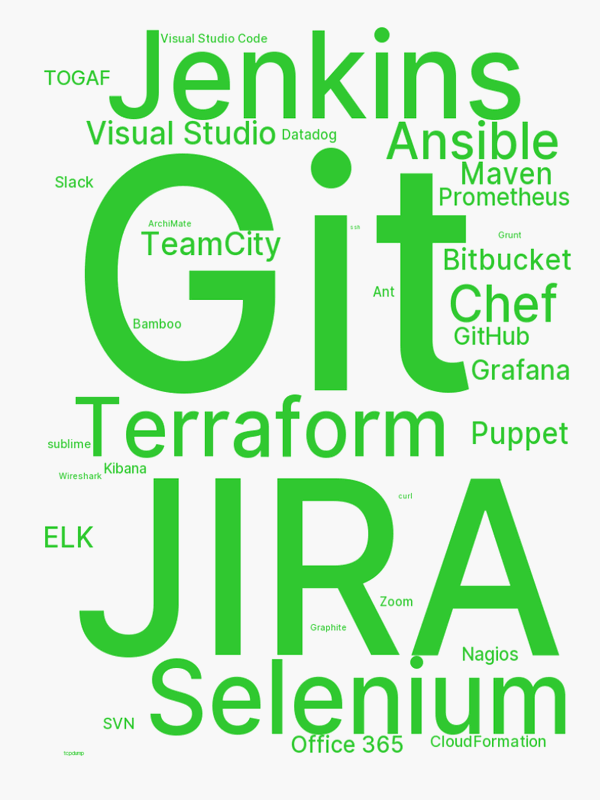 Visual Studio Code
Jenkins
TOGAF
Visual Studio
Datadog
Ansible
Maven
Slack
Prometheus
Git
ArchiMate
ssh
Grunt
TeamCity
Bitbucket
Ant
Chef
Bamboo
GitHub
Grafana
Terraform
Puppet
sublime
Kibana
Wireshark
JIRA
curl
ELK
Zoom
Graphite
Nagios
Selenium
SVN
Office 365
CloudFormation
tcpdump